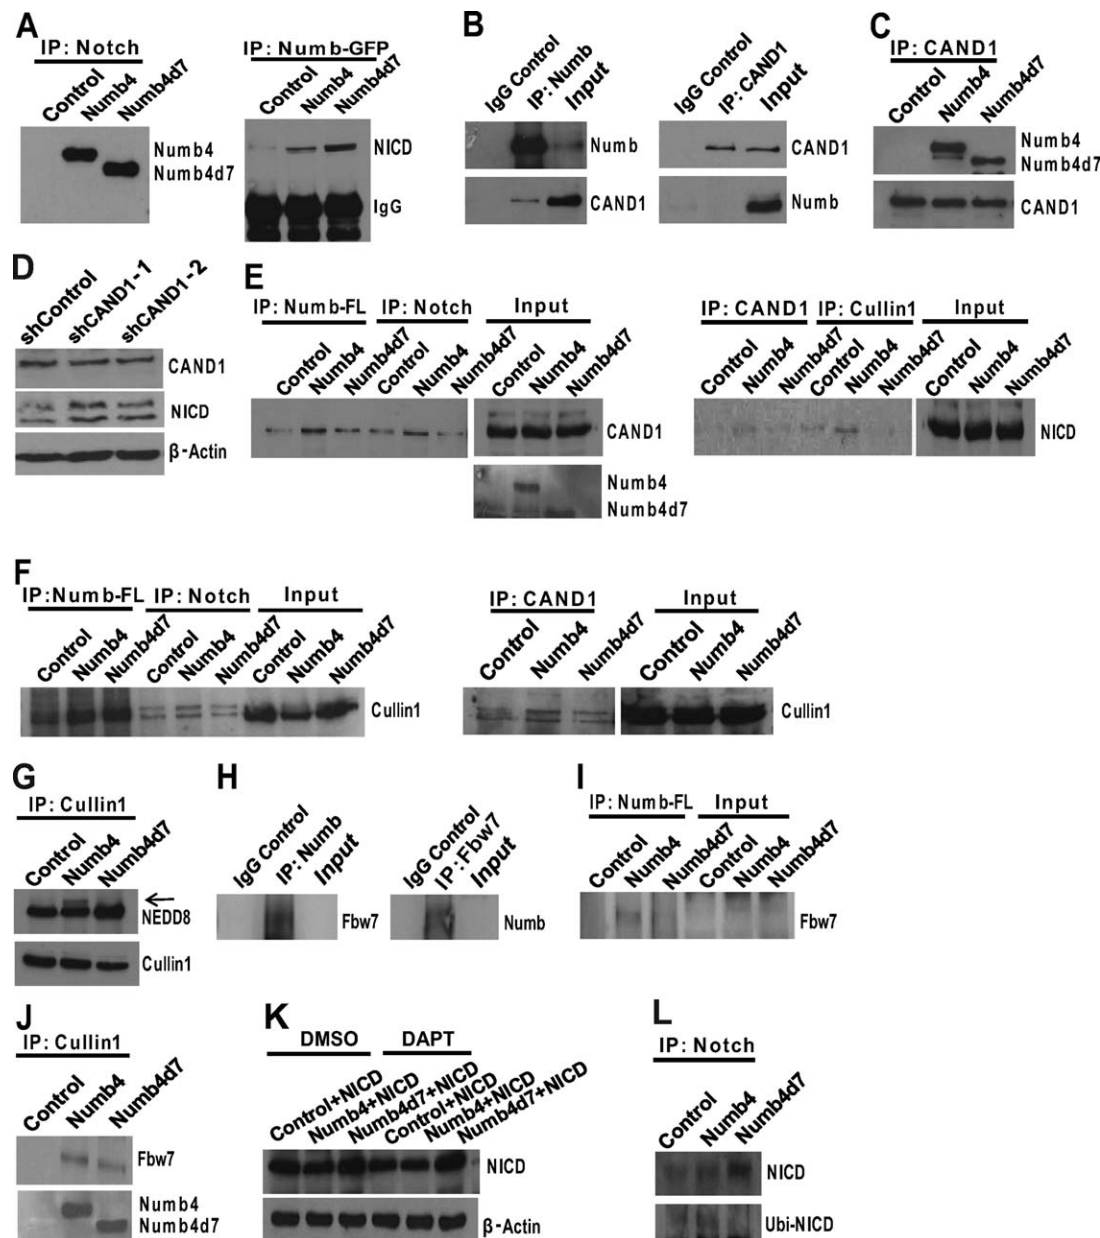 A
IP: Notch
Control
Numb4
Numb4d7
Numb4
Numb4d7
IP: Numb-GFP
Control
Numb4
Numb4d7
NICD
IgG
B
IgG Control
IP: Numb
Input
Numb
CAND1
IgG Control
IP: CAND1
Input
CAND1
Numb
C
IP: CAND1
Control
Numb4
Numb4d7
Numb4
Numb4d7
CAND1
D
shControl
shCAND1-1
shCAND1-2
CAND1
NICD
β-Actin
E
IP: Numb-FL
IP: Notch
Input
Control
Numb4
Numb4d7
Control
Numb4
Numb4d7
Control
Numb4
Numb4d7
CAND1
Numb4
Numb4d7
IP: CAND1
IP: Cullin1
Input
Control
Numb4
Numb4d7
Control
Numb4
Numb4d7
Control
Numb4
Numb4d7
NICD
F
IP:Numb-FL
IP: Notch
Input
Control
Numb4
Numb4d7
Control
Numb4
Numb4d7
Control
Numb4
Numb4d7
Cullin1
IP: CAND1
Input
Control
Numb4
Numb4d7
Control
Numb4
Numb4d7
Cullin1
G
IP: Cullin1
Control
Numb4
Numb4d7
NEDD8
Cullin1
H
IgG Control
IP: Numb
Input
Fbw7
IgG Control
IP: Fbw7
Input
Numb
I
IP: Numb-FL
Input
Control
Numb4
Numb4d7
Control
Numb4
Numb4d7
Fbw7
J
IP: Cullin1
Control
Numb4
Numb4d7
Fbw7
Numb4
Numb4d7
K
DMSO
DAPT
Control+NICD
Numb4+NICD
Numb4d7+NICD
Control+NICD
Numb4+NICD
Numb4d7+NICD
NICD
β-Actin
L
IP: Notch
Control
Numb4
Numb4d7
NICD
Ubi-NICD